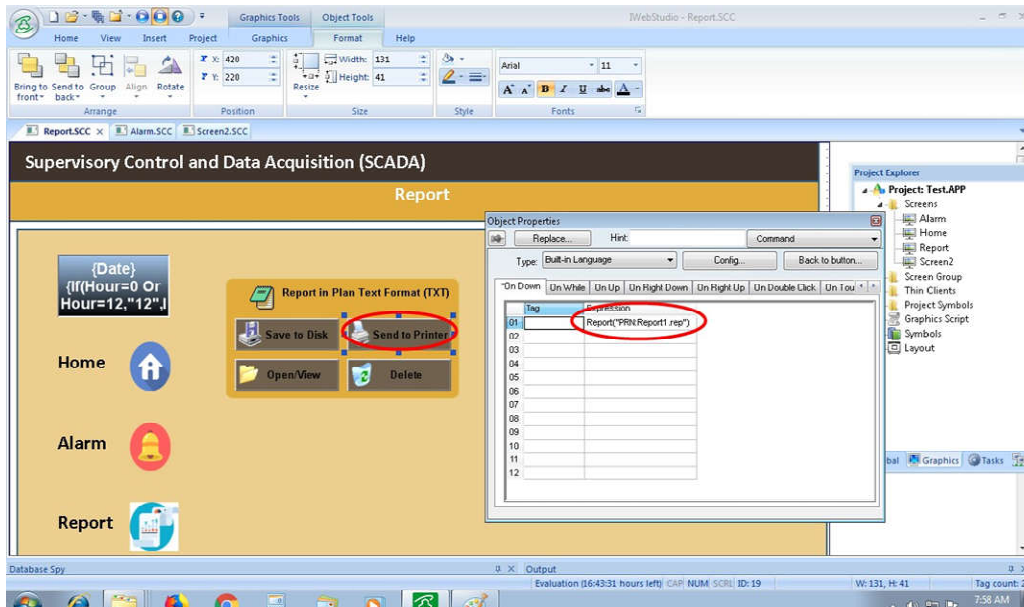 Graphics Tools Object Tools IWebStudio - Report.SCC
Home View Insert Project Graphics Format Help
X: 420 Width: 131 Arial 11
Y: 220 Height: 41
Bring to front Send to back Group Align Rotate Resize
Arrange Position Size Style Fonts
Report.SCC Alarm.SCC Screen2.SCC
Supervisory Control and Data Acquisition (SCADA)
Report
{Date}
{If(Hour=0 Or
Hour=12,"12",I
Home
Alarm
Report
Report in Plan Text Format (TXT)
Save to Disk Send to Printer
Open/View Delete
Object Properties
Replace... Hint: Command
Type: Built-in Language Config... Back to button...
On Down On While On Up On Right Down On Right Up On Double Click On Tou
Tag Expression
01 Report("PRN:Report1.rep")
02
03
04
05
06
07
08
09
10
11
12
Project Explorer
Project: Test.APP
Screens
Alarm
Home
Report
Screen2
Screen Group
Thin Clients
Project Symbols
Graphics Script
Symbols
Layout
bal Graphics Tasks
Database Spy Output
Evaluation (16:43:31 hours left) CAP NUM SCRL ID: 19 W: 131, H: 41 Tag count: 2
7:58 AM